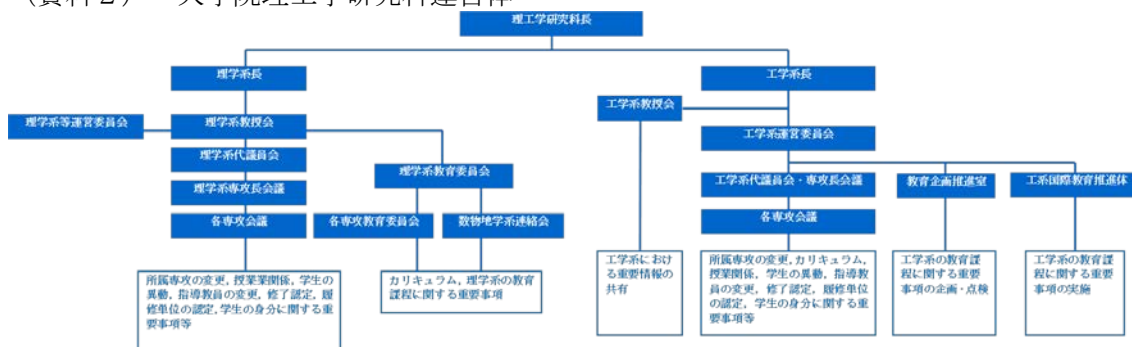 (資料2) 大学院理工学研究科運営体
理工学研究科長
理学系長
工学系長
理学系等運営委員会
理学系教授会
工学系教授会
理学系代議員会
工学系運営委員会
理学系教育委員会
理学系専攻長会議
工学系代議員会・専攻長会議
教育企画推進室
工系国際教育推進体
各専攻会議
各専攻教育委員会
数物地学系連絡会
各専攻会議
所属専攻の変更,授業業関係,学生の
異動,指導教員の変更,修了認定,履
修単位の認定,学生の身分に関する重
要事項等
カリキュラム,理学系の教育
課程に関する重要事項
工学系におけ
る重要情報の
共有
所属専攻の変更,カリキュラム,
授業関係,学生の異動,指導教
員の変更,修了認定,履修単位
の認定,学生の身分に関する重
要事項等
工学系の教育課
程に関する重要
事項の企画・点検
工学系の教育課
程に関する重要
事項の実施